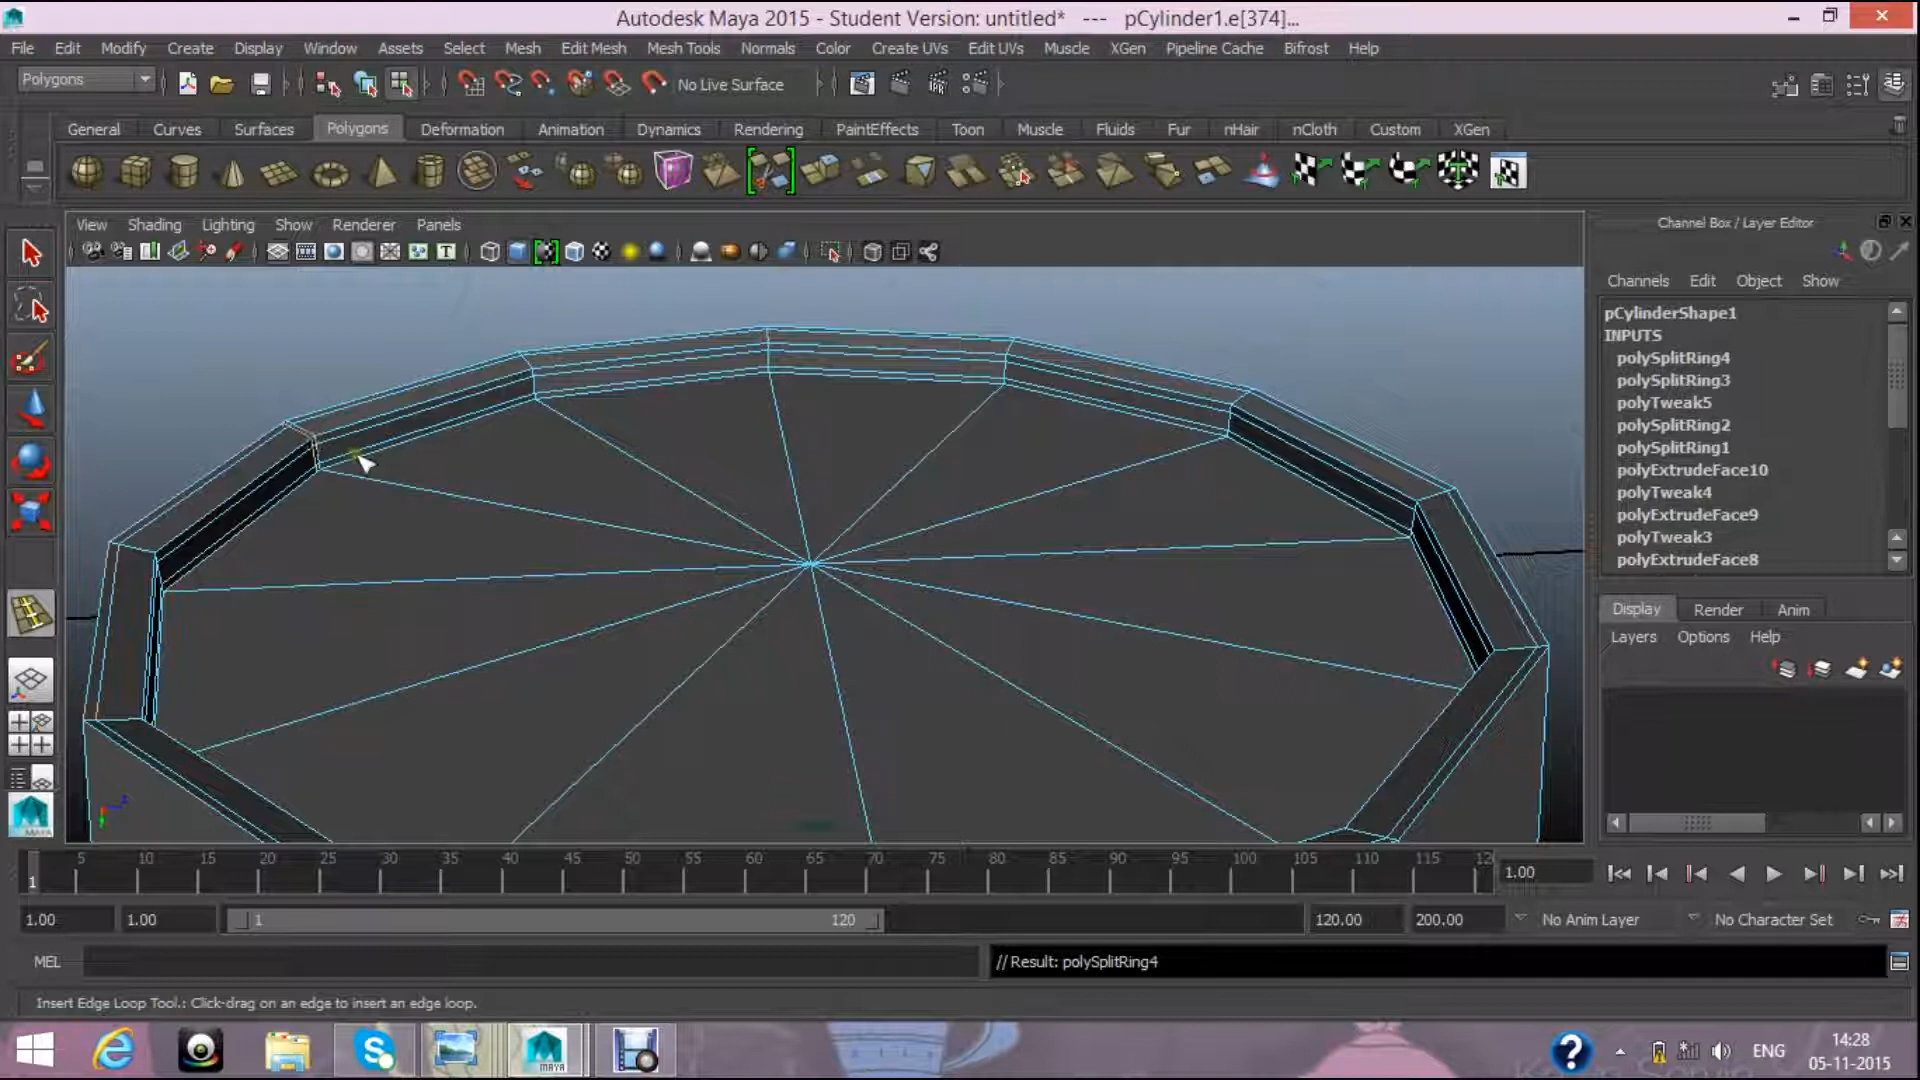 Autodesk Maya 2015 - Student Version: untitled*   ---   pCylinder1.e[374]...
File Edit Modify Create Display Window Assets Select Mesh Edit Mesh Mesh Tools Normals Color Create UVs Edit UVs Muscle XGen Pipeline Cache Bifrost Help
Polygons No Live Surface
General Curves Surfaces Polygons Deformation Animation Dynamics Rendering PaintEffects Toon Muscle Fluids Fur nHair nCloth Custom XGen
View Shading Lighting Show Renderer Panels
Channel Box / Layer Editor
Channels Edit Object Show
pCylinderShape1
INPUTS
polySplitRing4
polySplitRing3
polyTweak5
polySplitRing2
polySplitRing1
polyExtrudeFace10
polyTweak4
polyExtrudeFace9
polyTweak3
polyExtrudeFace8
Display Render Anim
Layers Options Help
5 10 15 20 25 30 35 40 45 50 55 60 65 70 75 80 85 90 95 100 105 110 115 12
1 1.00
1.00 1.00 1 120 120.00 200.00 No Anim Layer No Character Set
MEL // Result: polySplitRing4
Insert Edge Loop Tool.: Click-drag on an edge to insert an edge loop.
MAYA
ENG
14:28
05-11-2015